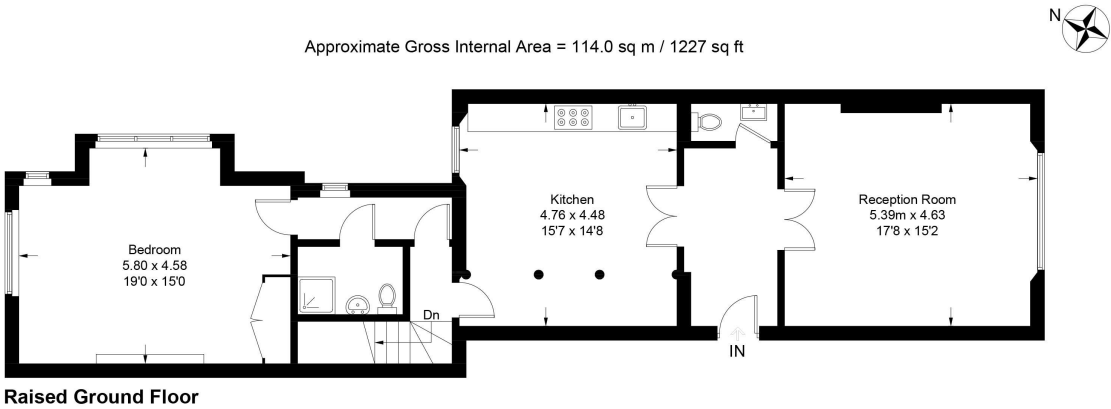 N
Approximate Gross Internal Area = 114.0 sq m / 1227 sq ft
Kitchen
4.76 x 4.48
15'7 x 14'8
Reception Room
5.39m x 4.63
17'8 x 15'2
Bedroom
5.80 x 4.58
19'0 x 15'0
Dn
IN
Raised Ground Floor